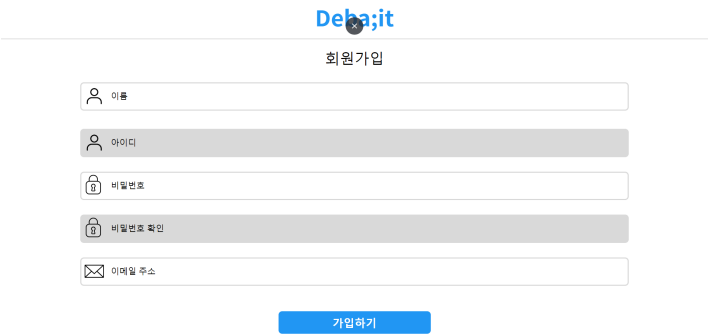 Deba;it
회원가입
이름
아이디
비밀번호
비밀번호 확인
이메일 주소
가입하기